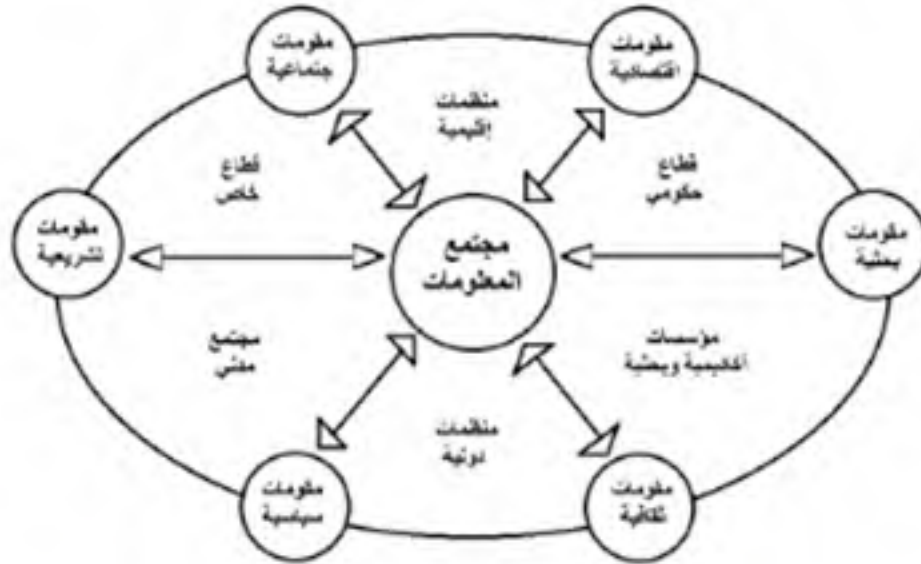 مقومات
اقتصادية
مقومات
جتماعية
منظمات
إقليمية
قطاع
حكومي
قطاع
خاص
مقومات
بحثية
مجتمع
المعلومات
مقومات
تشريعية
مؤسسات
أكاديمية وبحثية
مجتمع
مدني
منظمات
دولية
مقومات
ثقافية
مقومات
سياسية